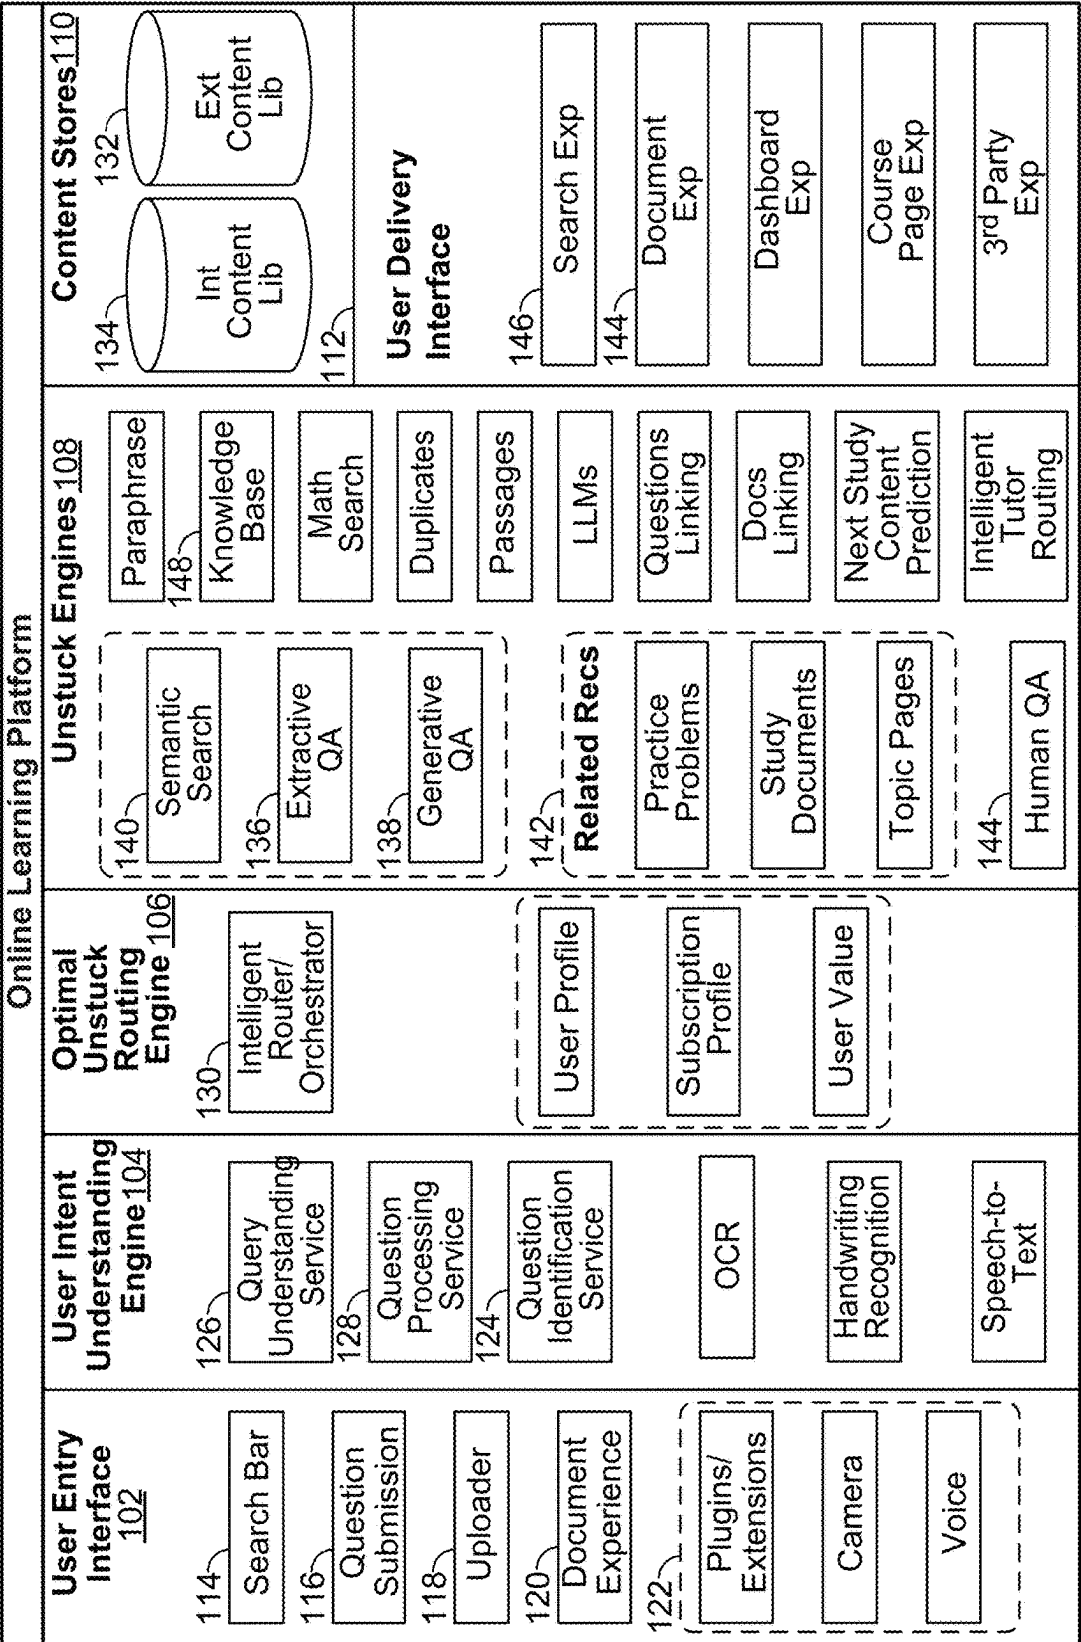 Online Learning Platform
User Entry
Interface
102
114
Search Bar
116
Question
Submission
118
Uploader
120
Document
Experience
122
Plugins/
Extensions
Camera
Voice
User Intent
Understanding
Engine 104
126
Query
Understanding
Service
128
Question
Processing
Service
124
Question
Identification
Service
OCR
Handwriting
Recognition
Speech-to-
Text
Optimal
Unstuck
Routing
Engine 106
130
Intelligent
Router/
Orchestrator
User Profile
Subscription
Profile
User Value
Unstuck Engines 108
140
Semantic
Search
136
Extractive
QA
138
Generative
QA
142
Related Recs
Practice
Problems
Study
Documents
Topic Pages
144
Human QA
Paraphrase
148
Knowledge
Base
Math
Search
Duplicates
Passages
LLMs
Questions
Linking
Docs
Linking
Next Study
Content
Prediction
Intelligent
Tutor
Routing
Content Stores 110
134
Int
Content
Lib
132
Ext
Content
Lib
112
User Delivery
Interface
146
Search Exp
144
Document
Exp
Dashboard
Exp
Course
Page Exp
3rd Party
Exp